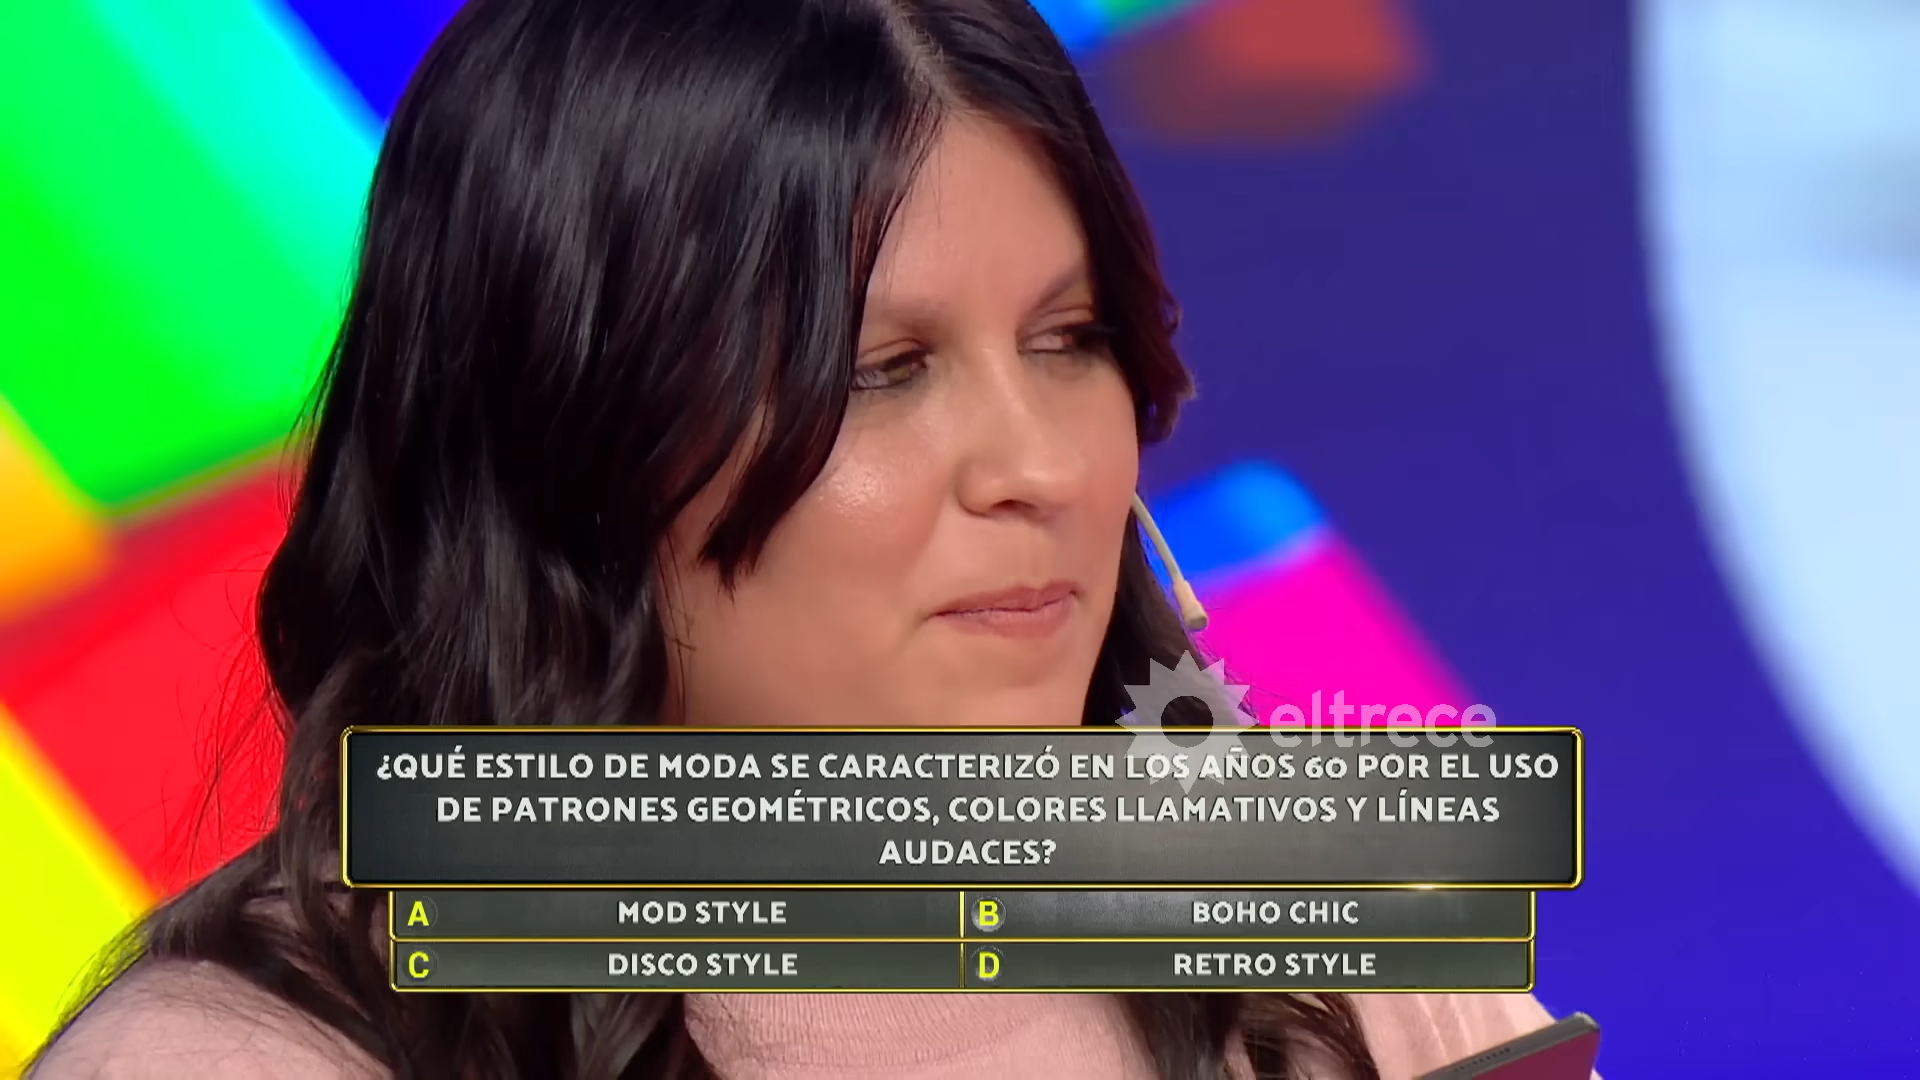 eltrece
¿QUÉ ESTILO DE MODA SE CARACTERIZÓ EN LOS AÑOS 60 POR EL USO
DE PATRONES GEOMÉTRICOS, COLORES LLAMATIVOS Y LÍNEAS
AUDACES?
A MOD STYLE
B BOHO CHIC
C DISCO STYLE
D RETRO STYLE